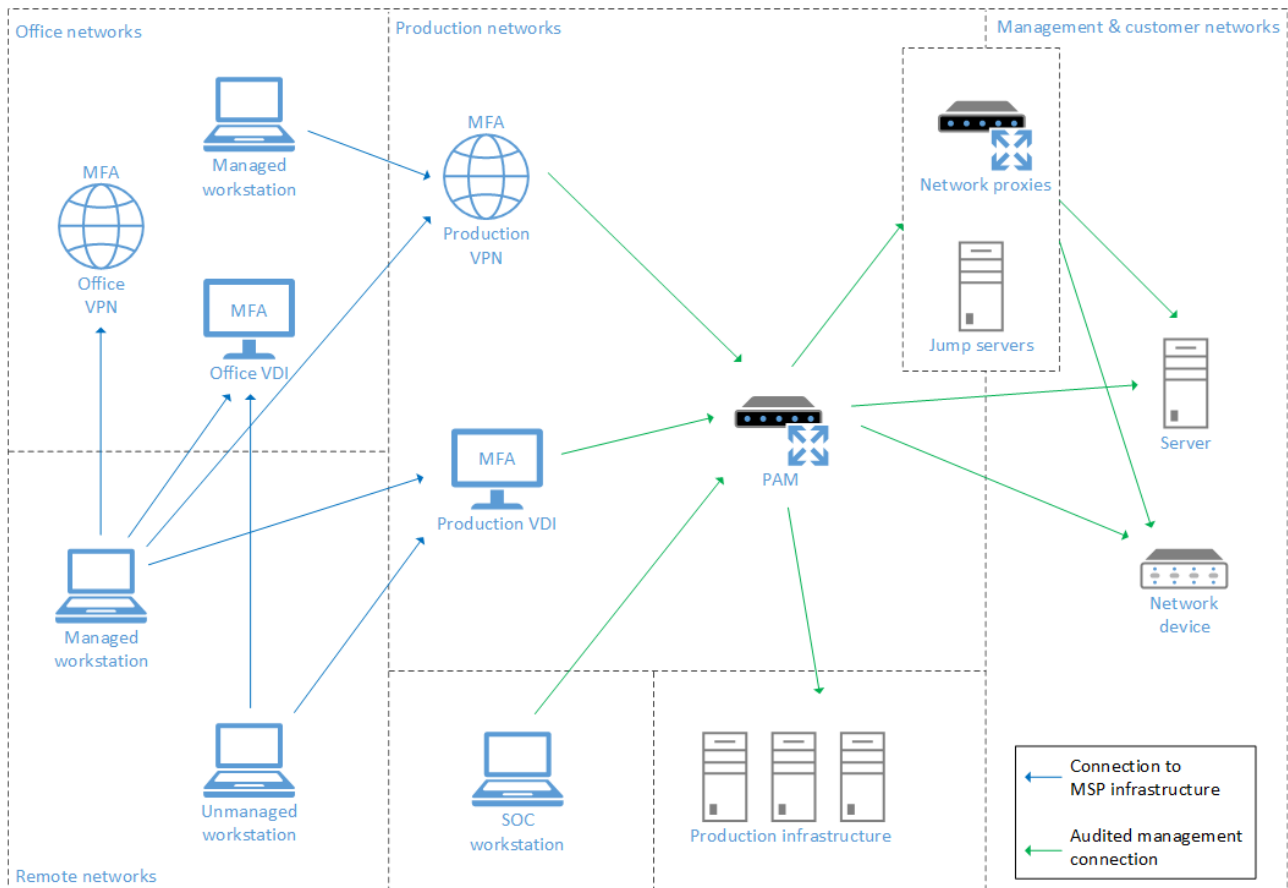 Office networks
Production networks
Management & customer networks
MFA
Managed
workstation
MFA
Office
VPN
MFA
Office VDI
MFA
Production
VPN
Network proxies
Jump servers
Server
MFA
Production VDI
PAM
Network
device
Managed
workstation
Unmanaged
workstation
SOC
workstation
Production infrastructure
Connection to
MSP infrastructure
Audited management
connection
Remote networks